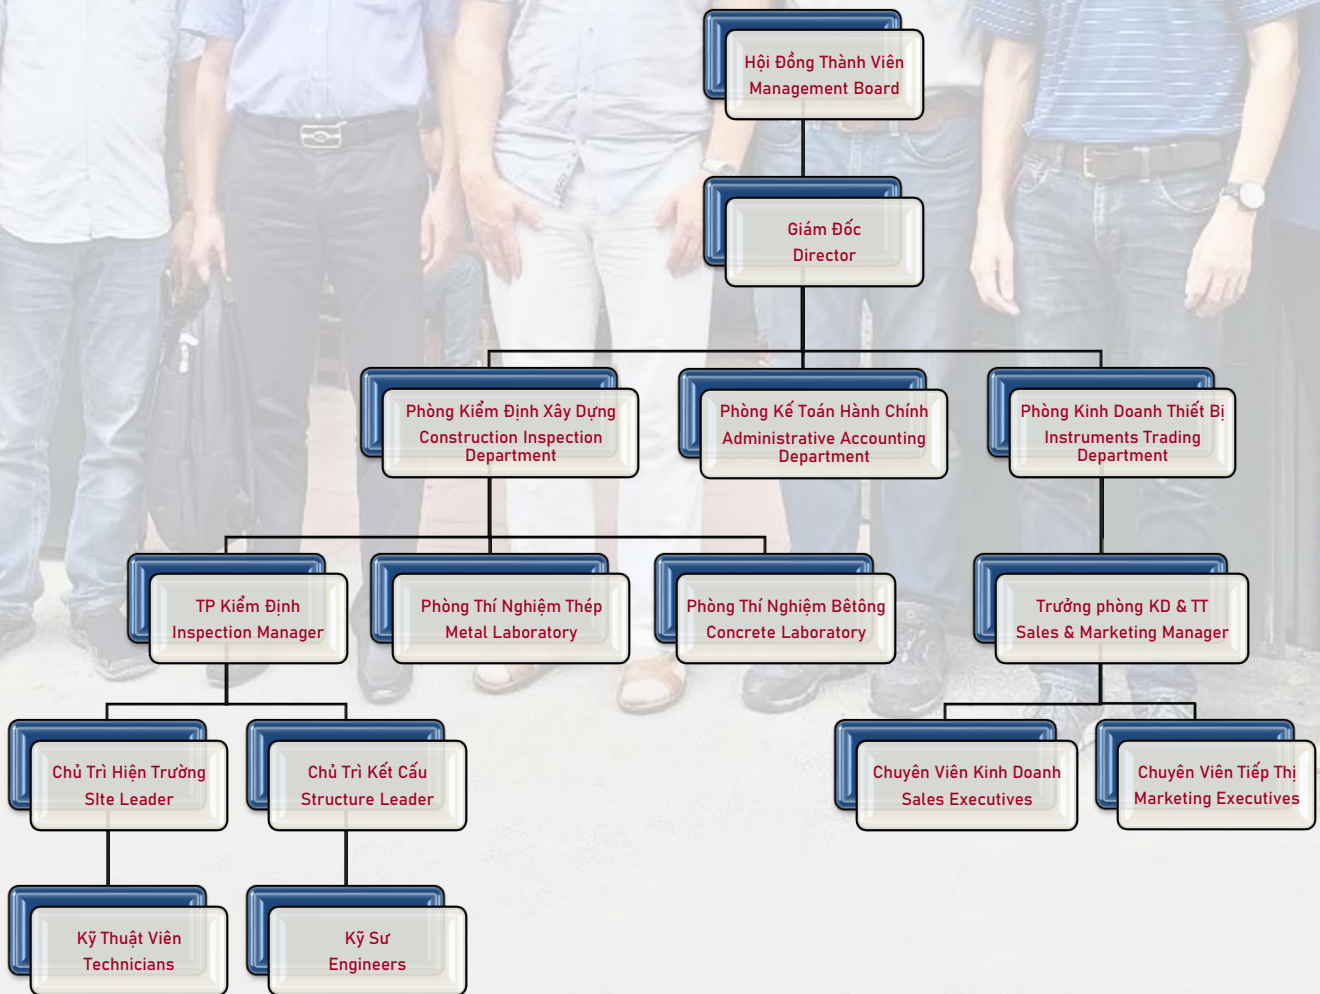 Hội Đồng Thành Viên
Management Board
Giám Đốc
Director
Phòng Kiểm Định Xây Dựng
Construction Inspection
Department
Phòng Kế Toán Hành Chính
Administrative Accounting
Department
Phòng Kinh Doanh Thiết Bị
Instruments Trading
Department
TP Kiểm Định
Inspection Manager
Phòng Thí Nghiệm Thép
Metal Laboratory
Phòng Thí Nghiệm Bêtông
Concrete Laboratory
Trưởng phòng KD & TT
Sales & Marketing Manager
Chủ Trì Hiện Trường
SIte Leader
Chủ Trì Kết Cấu
Structure Leader
Chuyên Viên Kinh Doanh
Sales Executives
Chuyên Viên Tiếp Thị
Marketing Executives
Kỹ Thuật Viên
Technicians
Kỹ Sư
Engineers